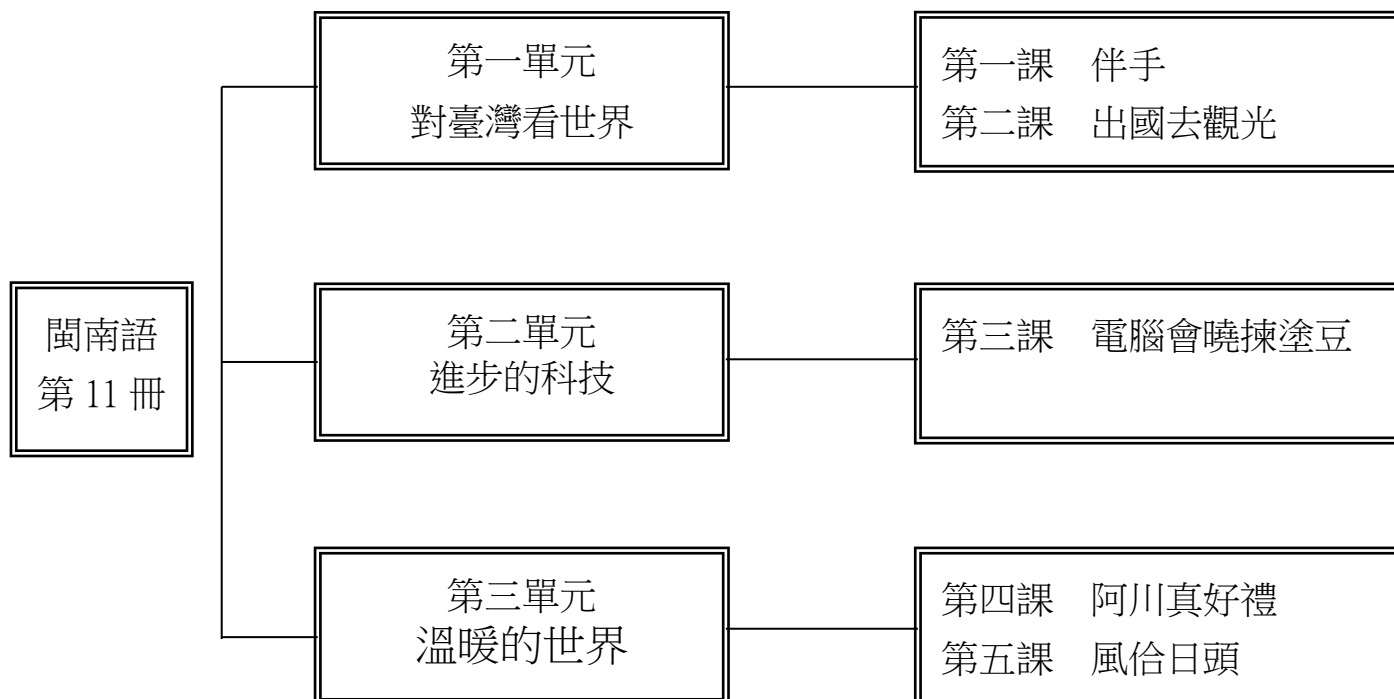 閩南語
第 11 冊
第一單元
對臺灣看世界
第一課　伴手
第二課　出國去觀光
第二單元
進步的科技
第三課　電腦會曉揀塗豆
第三單元
溫暖的世界
第四課　阿川真好禮
第五課　風佮日頭